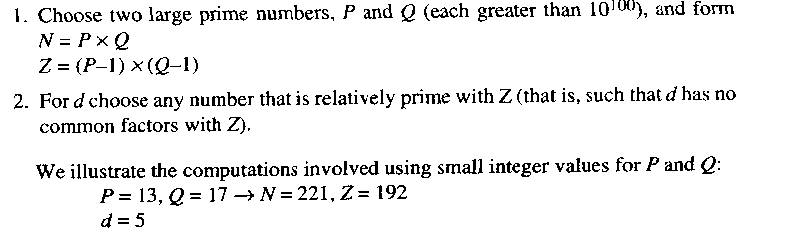 1. Choose two large prime numbers, P and Q (each greater than 10¹⁰⁰), and form
N = P × Q
Z = (P–1) × (Q–1)
2. For d choose any number that is relatively prime with Z (that is, such that d has no
common factors with Z).
We illustrate the computations involved using small integer values for P and Q:
P = 13, Q = 17 → N = 221, Z = 192
d = 5